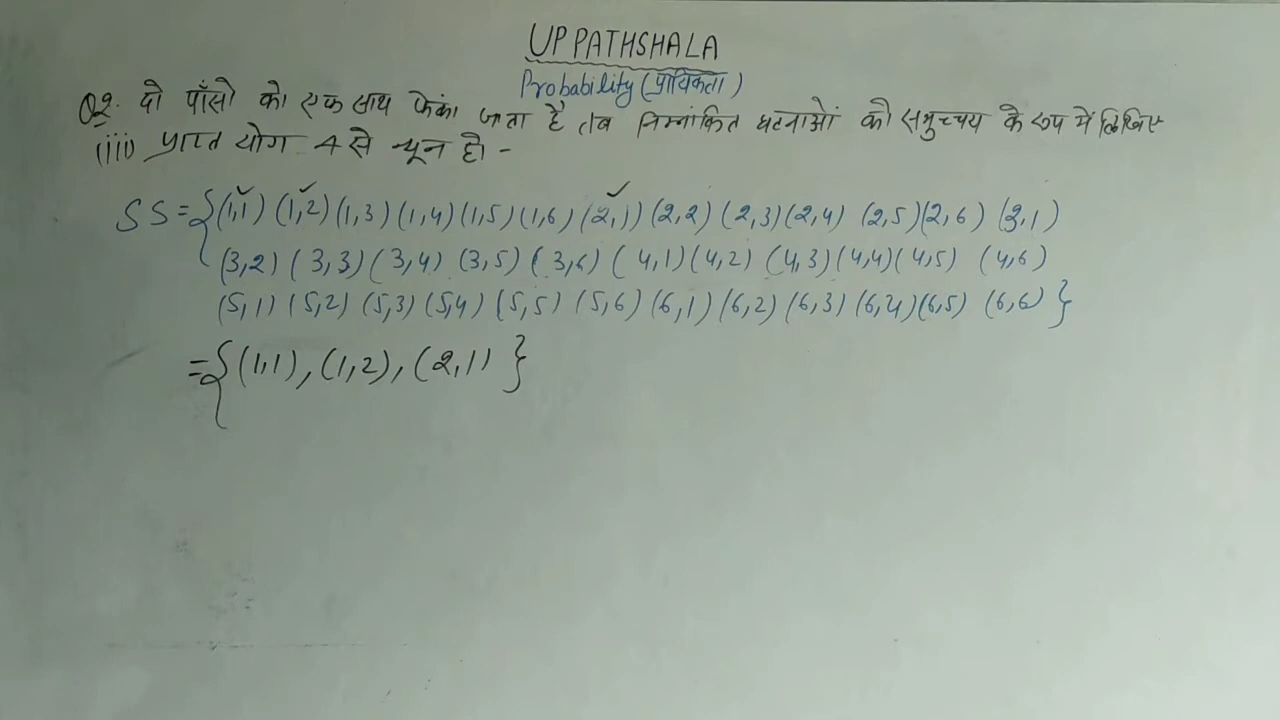 UP PATHSHALA
Probability (प्रायिकता)
Q2. दो पाँसो को एक साथ फेंका जाता है तब निम्नांकित घटनाओं को समुच्चय के रूप में लिखिए
(iii) प्राप्त योग 4 से न्यून हो -
SS = {(1,1) (1,2) (1,3) (1,4) (1,5) (1,6) (2,1) (2,2) (2,3) (2,4) (2,5) (2,6) (3,1)
(3,2) (3,3) (3,4) (3,5) (3,6) (4,1) (4,2) (4,3) (4,4) (4,5) (4,6)
(5,1) (5,2) (5,3) (5,4) (5,5) (5,6) (6,1) (6,2) (6,3) (6,4) (6,5) (6,6) }
= {(1,1), (1,2), (2,1) }